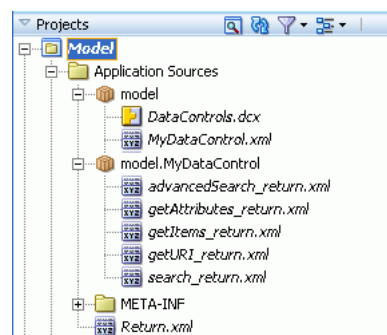 Projects
Model
Application Sources
model
DataControls.dcx
MyDataControl.xml
model.MyDataControl
advancedSearch_return.xml
getAttributes_return.xml
getItems_return.xml
getURI_return.xml
search_return.xml
META-INF
Return.xml